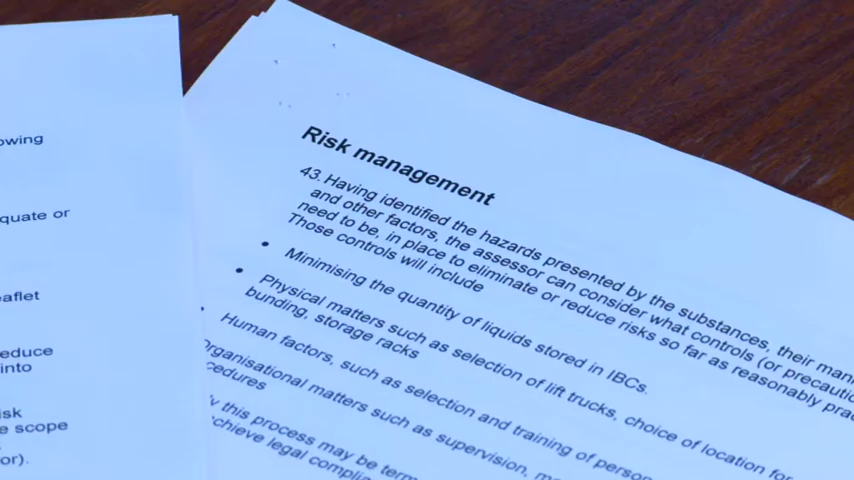 owing
quate or
eaflet
educe
into
isk
e scope
or).
Risk management
43. Having identified the hazards presented by the substances, their man
and other factors, the assessor can consider what controls (or precautio
need to be, in place to eliminate or reduce risks so far as reasonably prac
Those controls will include
• Minimising the quantity of liquids stored in IBCs.
• Physical matters such as selection of lift trucks, choice of location for
bunding, storage racks
• Human factors, such as selection and training of person
Organisational matters such as supervision, m
cedures
y this process may be term
chieve legal complia